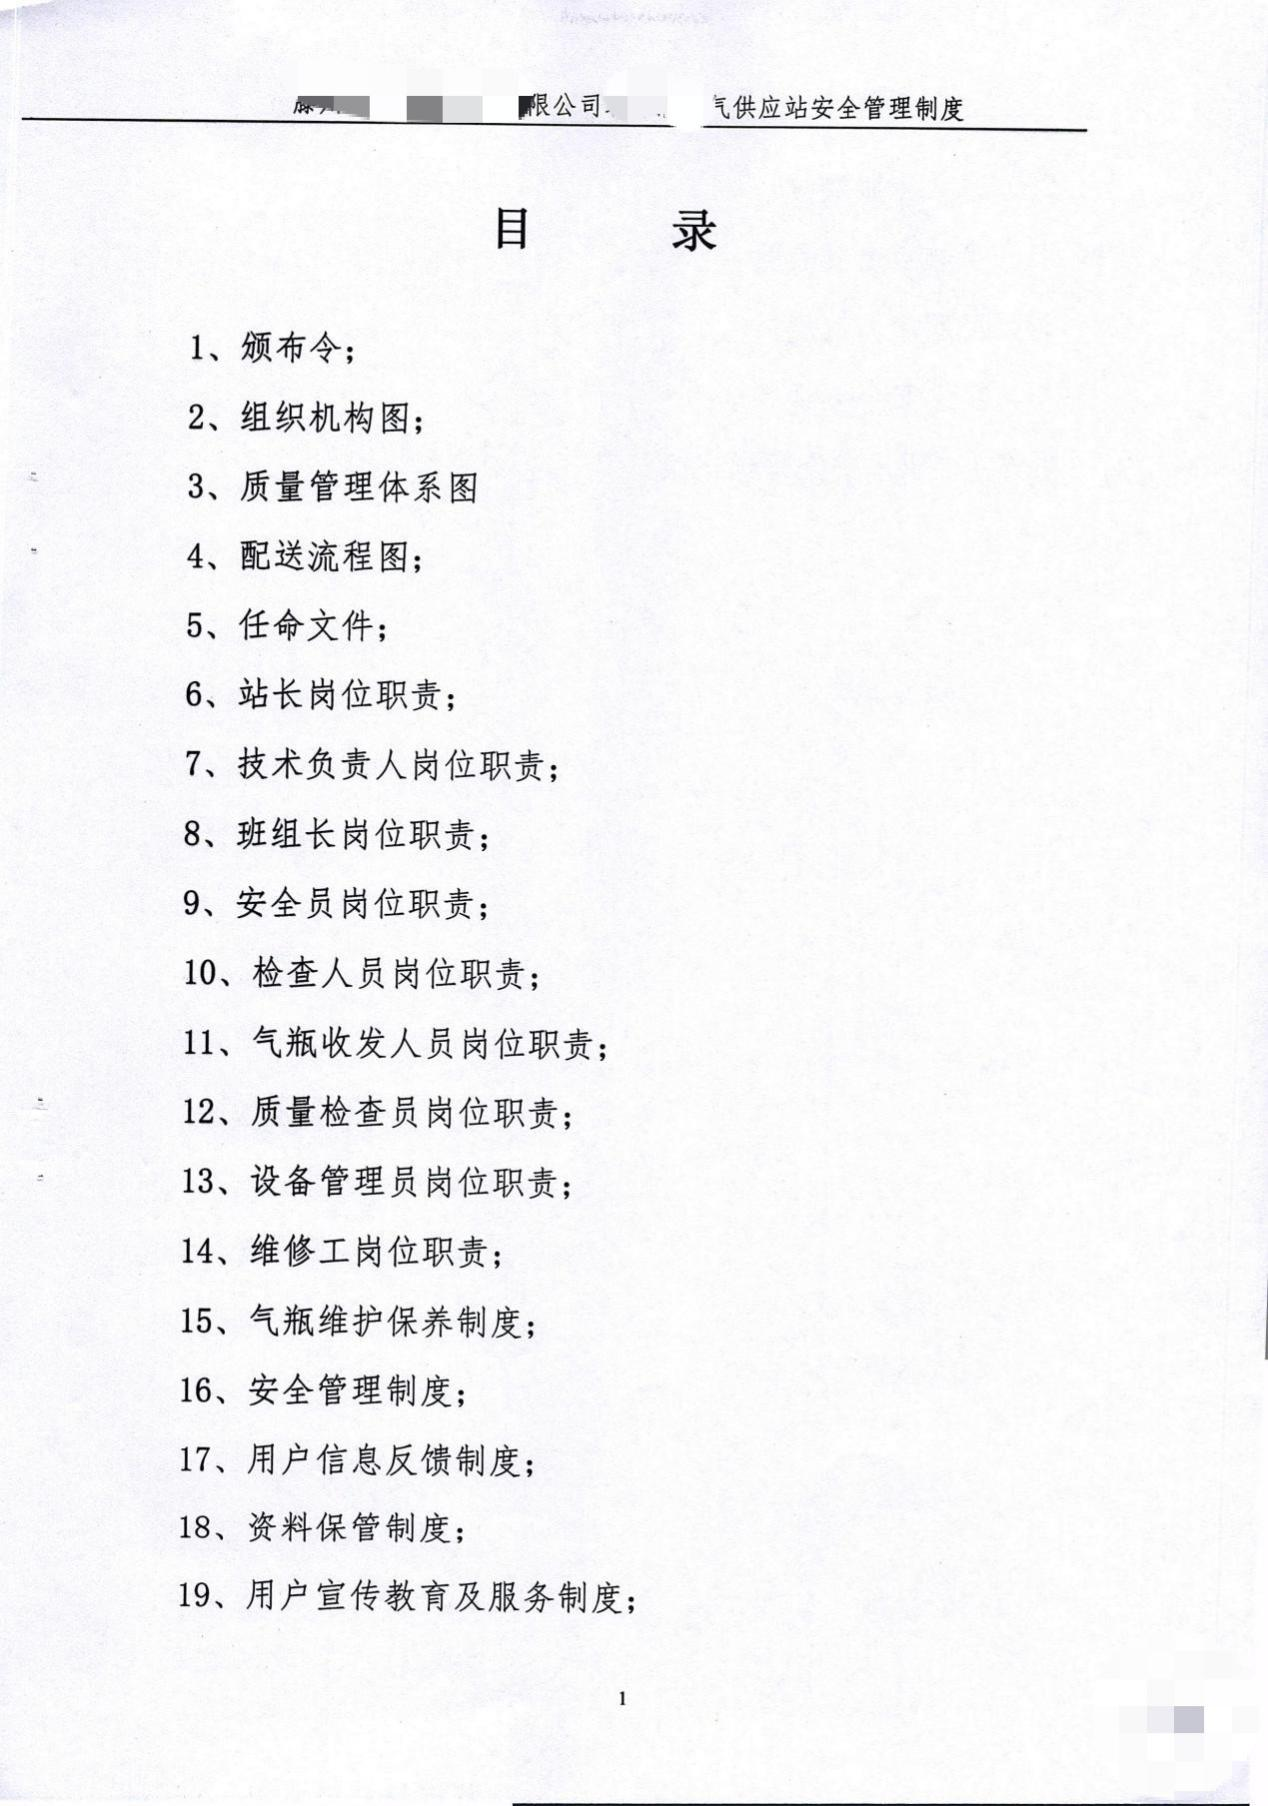 限公司 气供应站安全管理制度
目 录
1、颁布令；
2、组织机构图；
3、质量管理体系图
4、配送流程图；
5、任命文件；
6、站长岗位职责；
7、技术负责人岗位职责；
8、班组长岗位职责；
9、安全员岗位职责；
10、检查人员岗位职责；
11、气瓶收发人员岗位职责；
12、质量检查员岗位职责；
13、设备管理员岗位职责；
14、维修工岗位职责；
15、气瓶维护保养制度；
16、安全管理制度；
17、用户信息反馈制度；
18、资料保管制度；
19、用户宣传教育及服务制度；
1